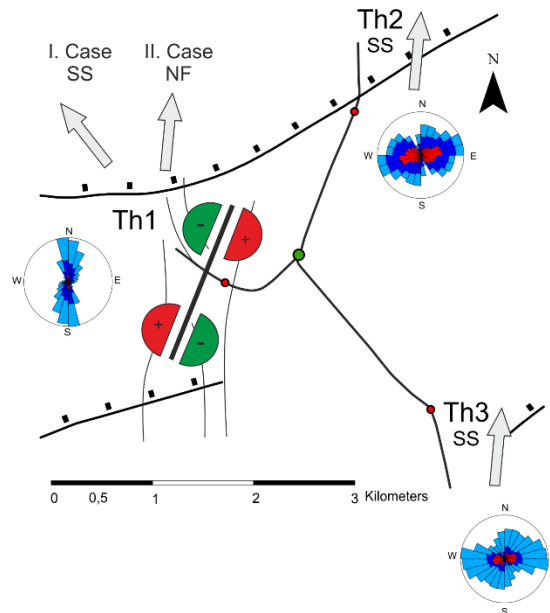 I. Case
SS
II. Case
NF
Th2
SS
N
N
W
E
S
Th1
N
W
E
S
-
+
+
-
Th3
SS
0
0,5
1
2
3
Kilometers
N
W
E
S